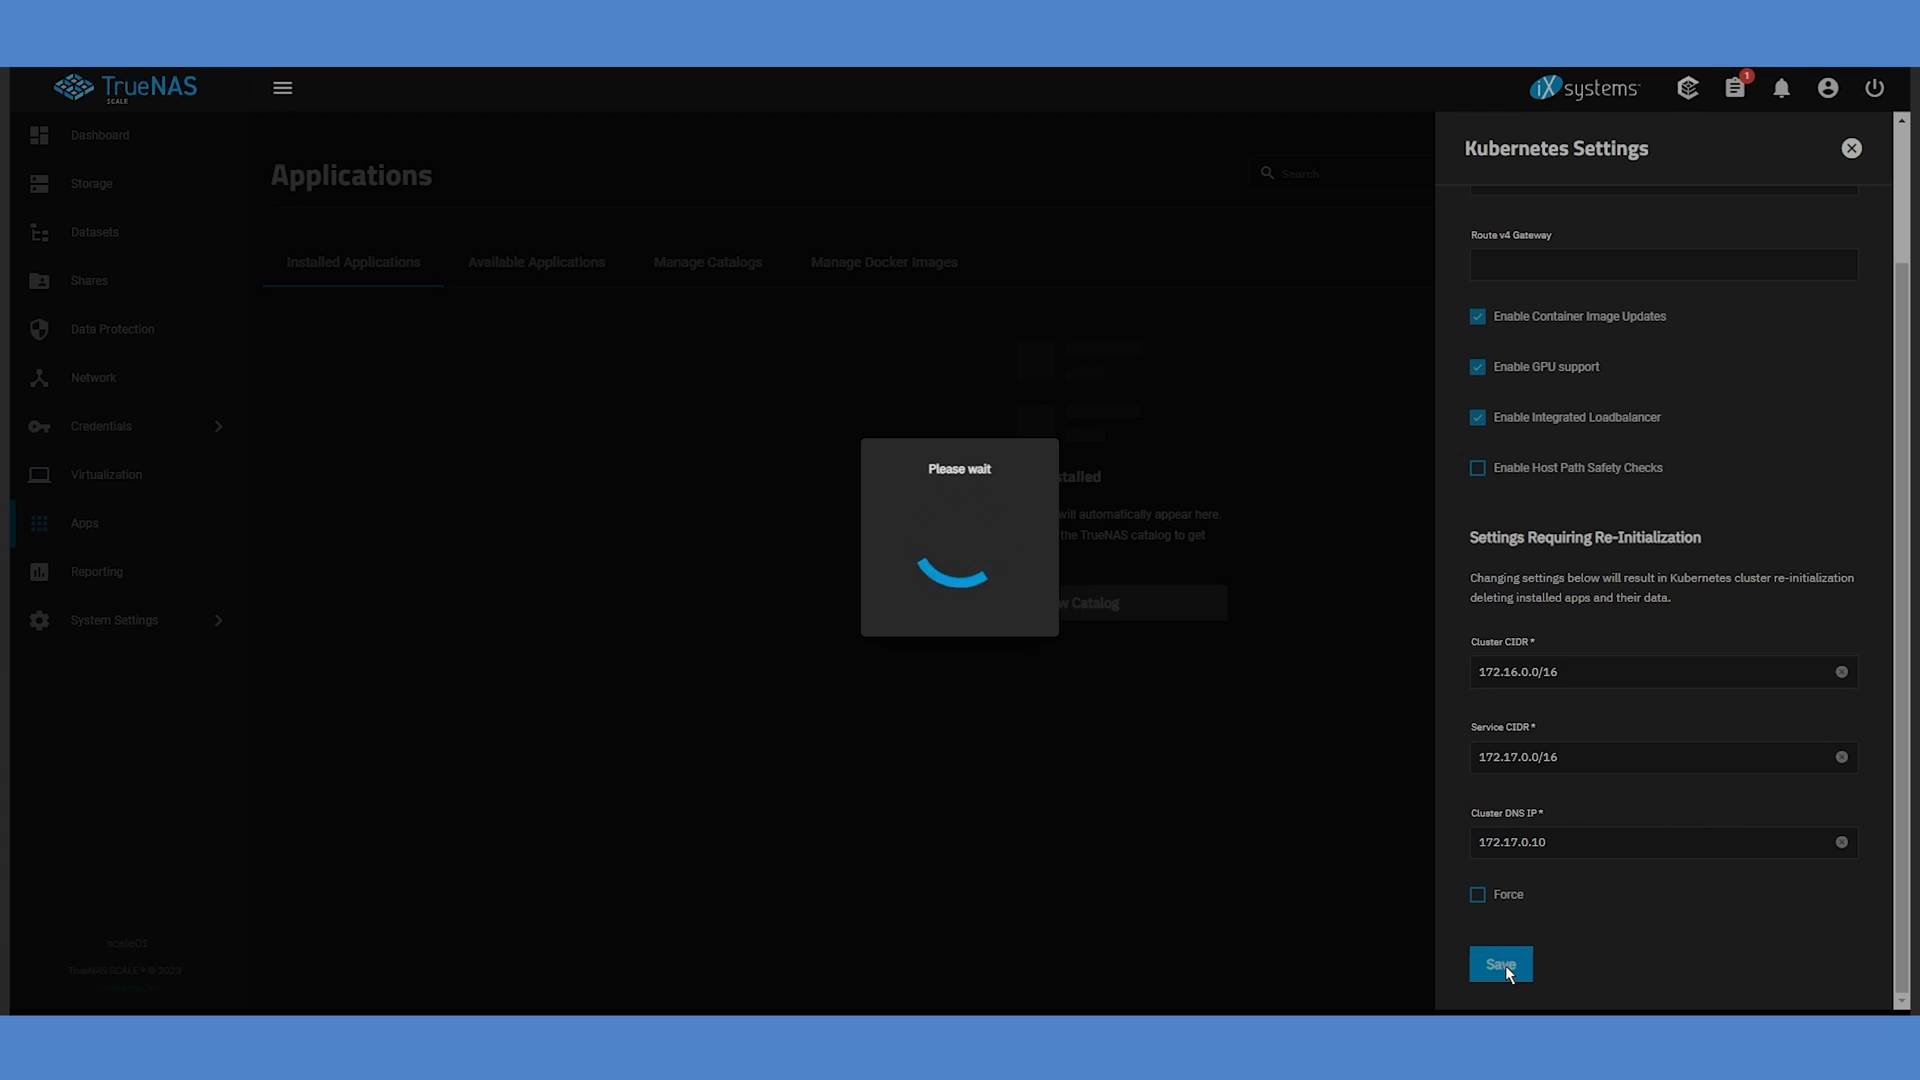 TrueNAS
SCALE
iXsystems
1
Dashboard
Storage
Datasets
Shares
Data Protection
Network
Credentials
Virtualization
Apps
Reporting
System Settings
scale01
TrueNAS SCALE ® © 2023
Applications
Search
Installed Applications
Available Applications
Manage Catalogs
Manage Docker Images
Please wait
talled
will automatically appear here.
the TrueNAS catalog to get
w Catalog
Kubernetes Settings
Route v4 Gateway
Enable Container Image Updates
Enable GPU support
Enable Integrated Loadbalancer
Enable Host Path Safety Checks
Settings Requiring Re-Initialization
Changing settings below will result in Kubernetes cluster re-initialization
deleting installed apps and their data.
Cluster CIDR *
172.16.0.0/16
Service CIDR *
172.17.0.0/16
Cluster DNS IP *
172.17.0.10
Force
Save